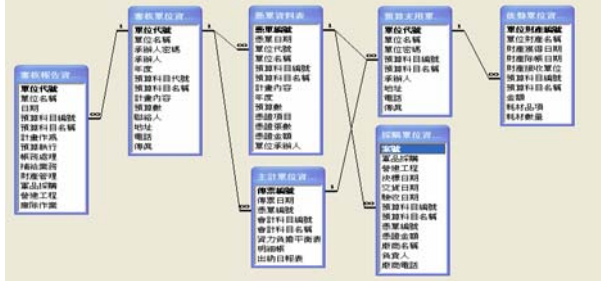 審核單位資...
單位代號
單位名稱
承辦人密碼
承辦人
年度
預算科目代號
預算科目名稱
計畫內容
預算數
聯絡人
地址
電話
傳真
憑單資料表
憑單編號
憑單日期
單位代號
單位名稱
預算科目編號
預算科目名稱
計畫內容
年度
預算數
憑證項目
憑證張數
憑證金額
單位承辦人
預算支用單...
單位代號
單位名稱
單位密碼
預算科目編號
預算科目名稱
承辦人
地址
電話
傳真
後勤單位資...
單位財產編號
單位財產名稱
財產獲得日期
財產除帳日期
財產接收單位
預算科目編號
預算科目名稱
金額
耗材品項
耗材數量
審核報告資...
單位代號
單位名稱
日期
預算科目編號
預算科目名稱
計畫作為
預算執行
帳務處理
補給業務
財產管理
軍品採購
營建工程
廢除作業
主計單位資...
傳票編號
傳票日期
憑單編號
會計科目編號
會計科目名稱
資力負擔平衡表
明細帳
出納日報表
採購單位資...
案號
軍品採購
營建工程
決標日期
交貨日期
驗收日期
預算科目編號
預算科目名稱
憑單編號
憑證金額
廠商名稱
負責人
廠商電話